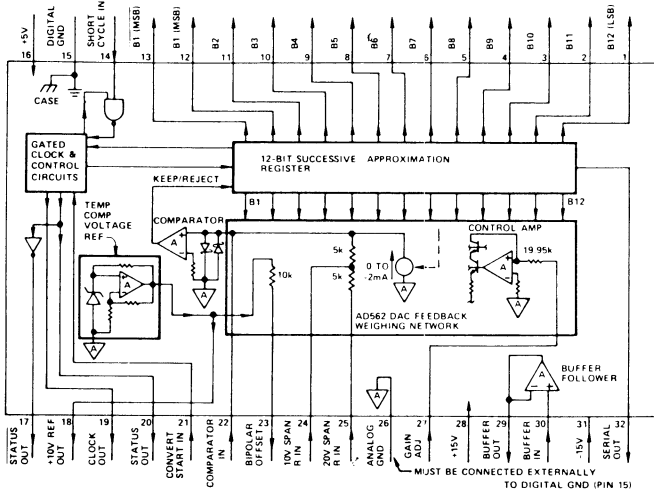 +5V
DIGITAL GND
SHORT CYCLE IN
B1 (MSB)
B1 (MSB)
B2
B3
B4
B5
B6
B7
B8
B9
B10
B11
B12 (LSB)
16
15
14
13
12
11
10
9
8
7
6
5
4
3
2
1
CASE
GATED
CLOCK &
CONTROL
CIRCUITS
12-BIT SUCCESSIVE APPROXIMATION
REGISTER
KEEP/REJECT
B1
B12
TEMP
COMP
VOLTAGE
REF
COMPARATOR
CONTROL AMP
A
A
A
A
A
A
A
A
5k
5k
10k
0 TO
-2mA
19 95k
AD562 DAC FEEDBACK
WEIGHING NETWORK
BUFFER
FOLLOWER
A
A
17
18
19
20
21
22
23
24
25
26
27
28
29
30
31
32
STATUS OUT
+10V REF OUT
CLOCK OUT
STATUS OUT
CONVERT START IN
COMPARATOR IN
BIPOLAR OFFSET
10V SPAN R IN
20V SPAN R IN
ANALOG GND
GAIN ADJ
+15V
BUFFER OUT
BUFFER IN
-15V
SERIAL OUT
MUST BE CONNECTED EXTERNALLY
TO DIGITAL GND (PIN 15)